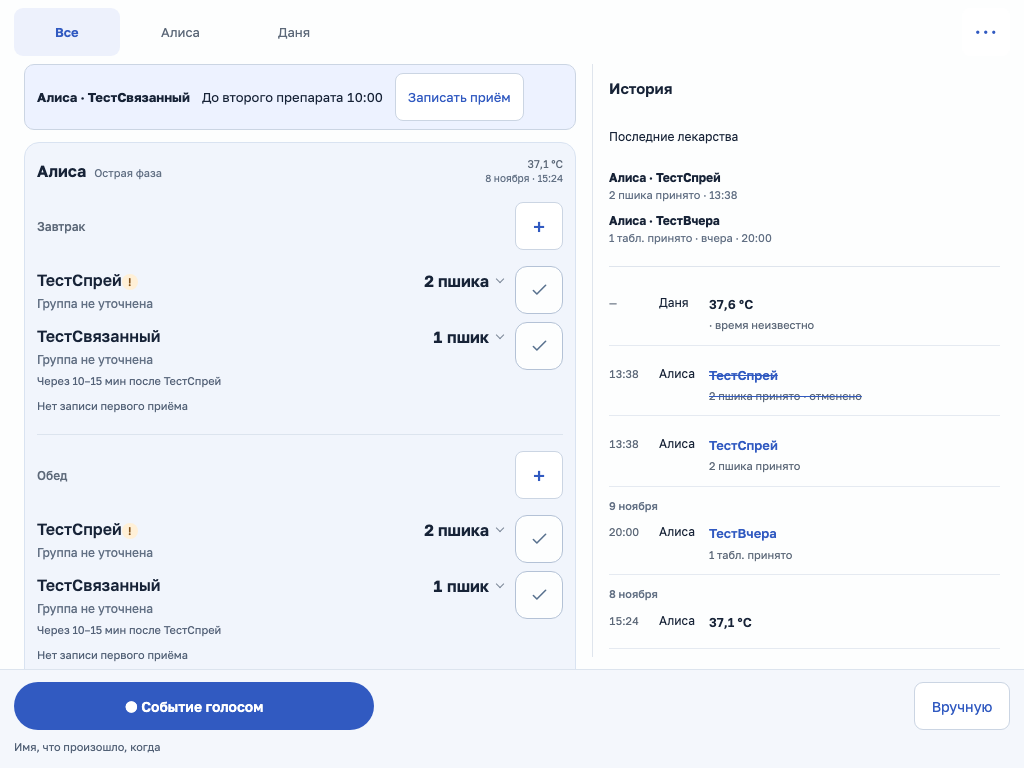 Все
Алиса
Даня
Алиса · ТестСвязанный До второго препарата 10:00 Записать приём
Алиса Острая фаза
37,1 °C
8 ноября · 15:24
Завтрак
+
ТестСпрей !
2 пшика
Группа не уточнена
ТестСвязанный
1 пшик
Группа не уточнена
Через 10–15 мин после ТестСпрей
Нет записи первого приёма
Обед
+
ТестСпрей !
2 пшика
Группа не уточнена
ТестСвязанный
1 пшик
Группа не уточнена
Через 10–15 мин после ТестСпрей
Нет записи первого приёма
История
Последние лекарства
Алиса · ТестСпрей
2 пшика принято · 13:38
Алиса · ТестВчера
1 табл. принято · вчера · 20:00
– Даня 37,6 °C
· время неизвестно
13:38 Алиса ТестСпрей
2 пшика принято · отменено
13:38 Алиса ТестСпрей
2 пшика принято
9 ноября
20:00 Алиса ТестВчера
1 табл. принято
8 ноября
15:24 Алиса 37,1 °C
Событие голосом
Вручную
Имя, что произошло, когда